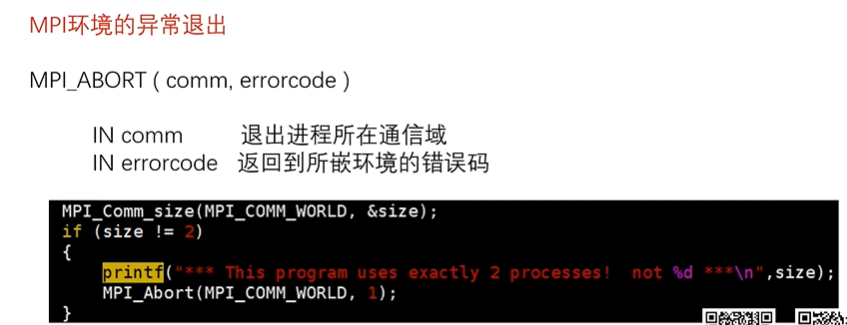 MPI环境的异常退出
MPI_ABORT ( comm, errorcode )
IN comm 退出进程所在通信域
IN errorcode 返回到所嵌环境的错误码
MPI_Comm_size(MPI_COMM_WORLD, &size);
if (size != 2)
{
printf("*** This program uses exactly 2 processes!  not %d ***\n",size);
MPI_Abort(MPI_COMM_WORLD, 1);
}